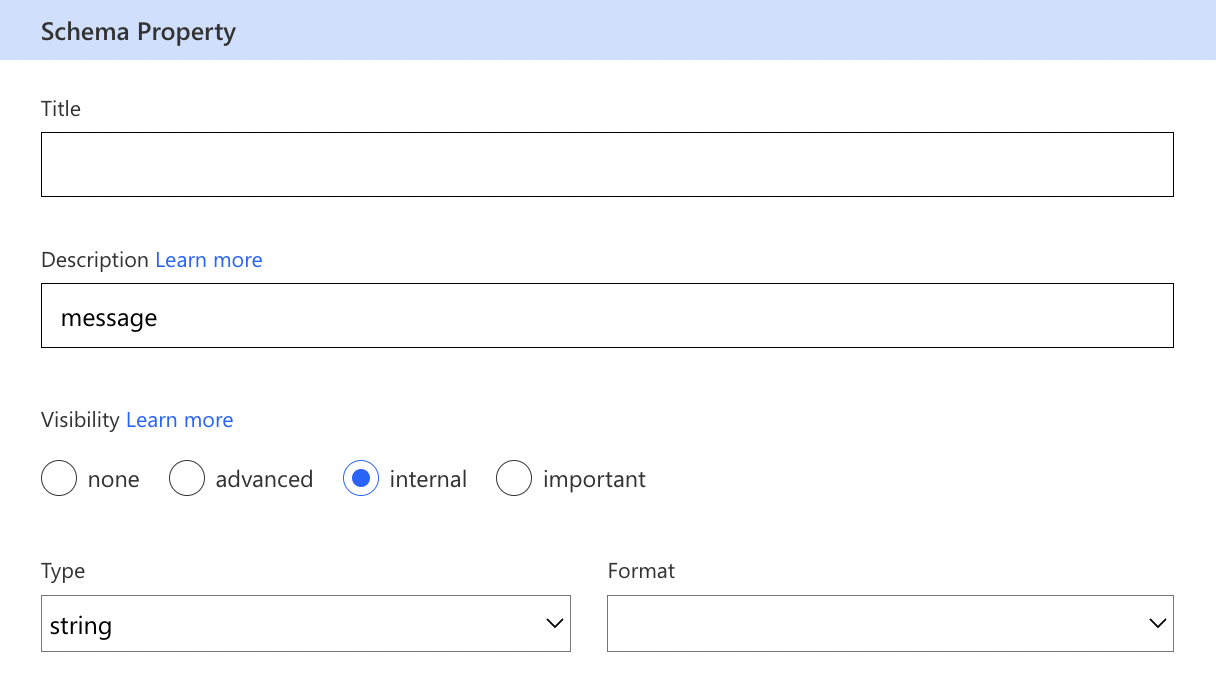 Schema Property
Title
Description Learn more
message
Visibility Learn more
none advanced internal important
Type Format
string